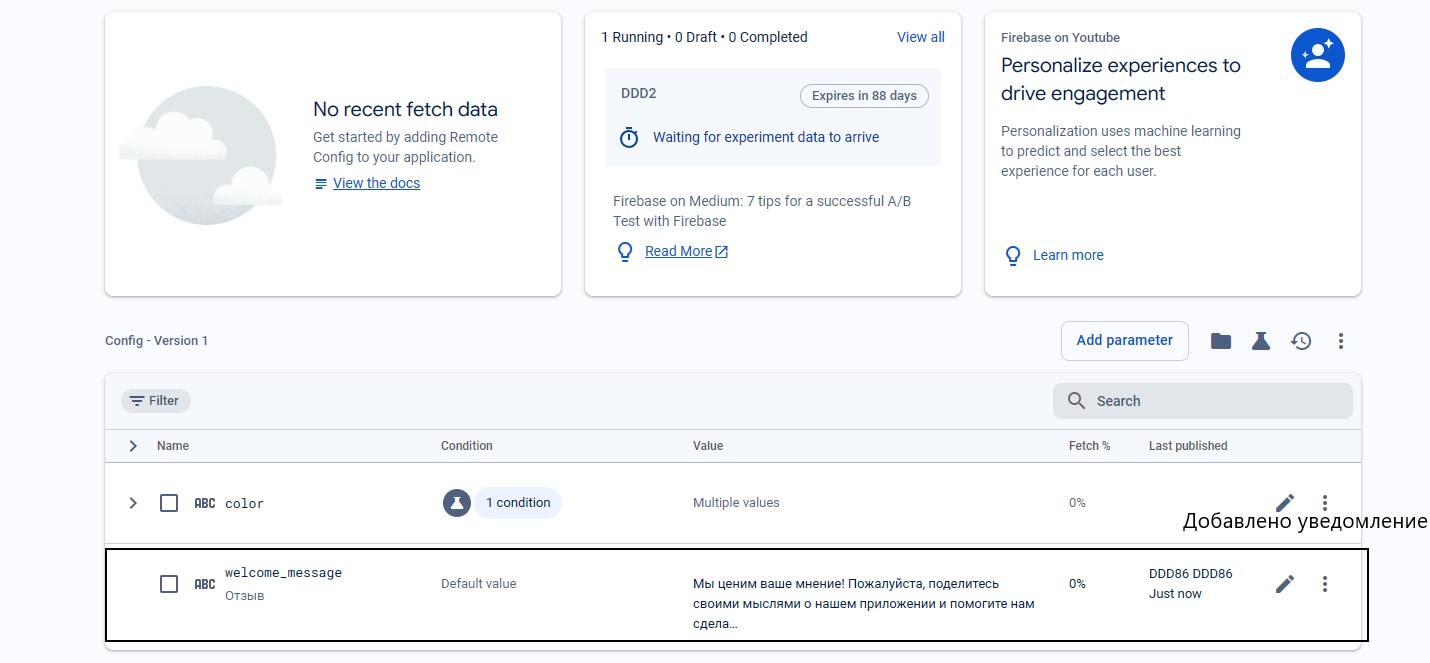 No recent fetch data
Get started by adding Remote
Config to your application.
View the docs
1 Running • 0 Draft • 0 Completed
View all
DDD2
Expires in 88 days
Waiting for experiment data to arrive
Firebase on Medium: 7 tips for a successful A/B
Test with Firebase
Read More
Firebase on Youtube
Personalize experiences to
drive engagement
Personalization uses machine learning
to predict and select the best
experience for each user.
Learn more
Config - Version 1
Add parameter
Filter
Search
Name Condition Value Fetch % Last published
ABC color 1 condition Multiple values 0%
Добавлено уведомление
ABC welcome_message
Отзыв
Default value
Мы ценим ваше мнение! Пожалуйста, поделитесь
своими мыслями о нашем приложении и помогите нам
сдела…
0%
DDD86 DDD86
Just now